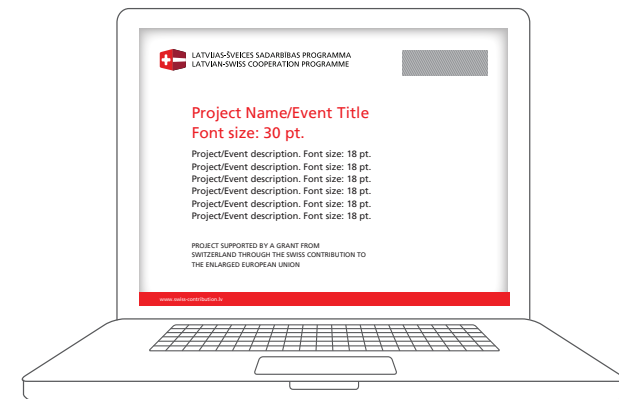 LATVIJAS-ŠVEICES SADARBĪBAS PROGRAMMA
LATVIAN-SWISS COOPERATION PROGRAMME
Project Name/Event Title
Font size: 30 pt.
Project/Event description. Font size: 18 pt.
Project/Event description. Font size: 18 pt.
Project/Event description. Font size: 18 pt.
Project/Event description. Font size: 18 pt.
Project/Event description. Font size: 18 pt.
Project/Event description. Font size: 18 pt.
PROJECT SUPPORTED BY A GRANT FROM
SWITZERLAND THROUGH THE SWISS CONTRIBUTION TO
THE ENLARGED EUROPEAN UNION
www.swiss-contribution.lv